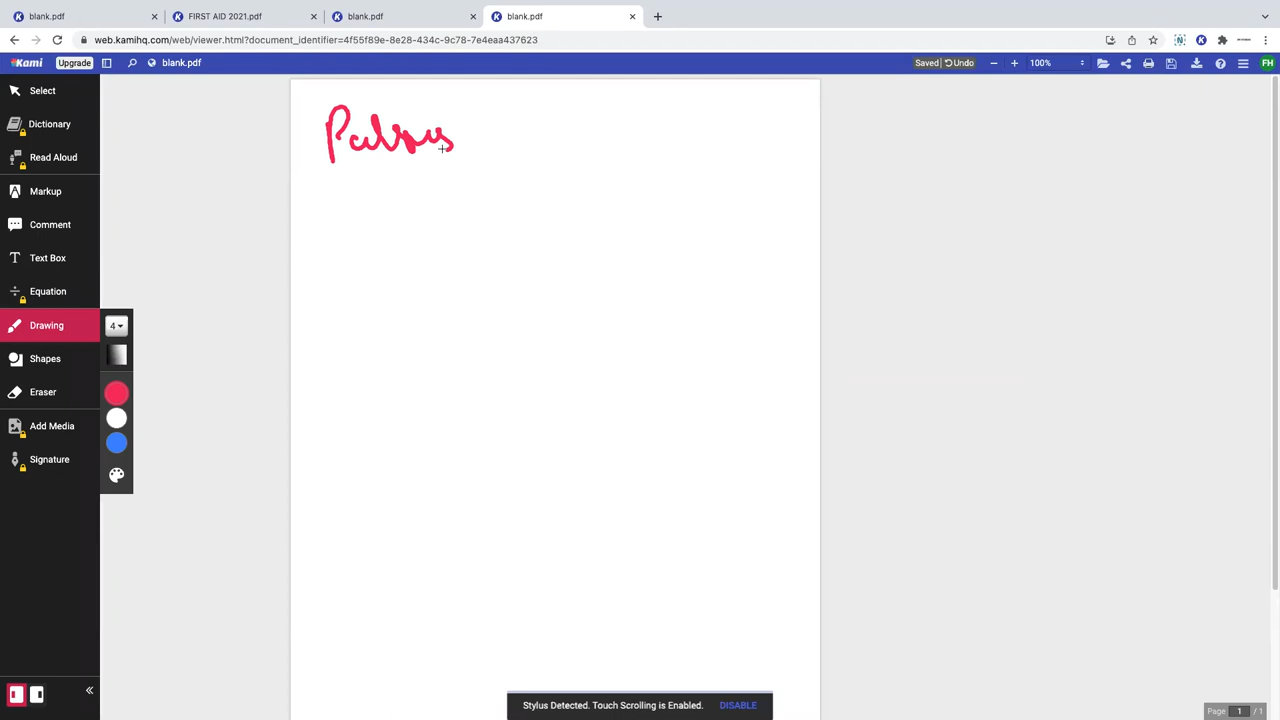 blank.pdf
FIRST AID 2021.pdf
blank.pdf
blank.pdf
web.kamihq.com/web/viewer.html?document_identifier=4f55f89e-8e28-434c-9c78-7e4eaa437623
Kami
Upgrade
blank.pdf
Saved
Undo
100%
FH
Select
Dictionary
Read Aloud
Markup
Comment
Text Box
Equation
Drawing
4
Shapes
Eraser
Add Media
Signature
Stylus Detected. Touch Scrolling is Enabled. DISABLE
Page 1 / 1